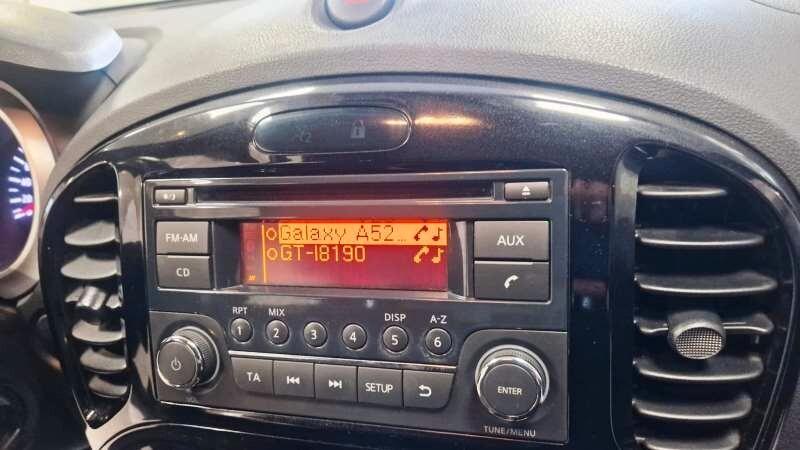 Galaxy A52...
GT-I8190
FM-AM
AUX
CD
RPT MIX DISP A-Z
1 2 3 4 5 6
TA SETUP ENTER
TUNE/MENU